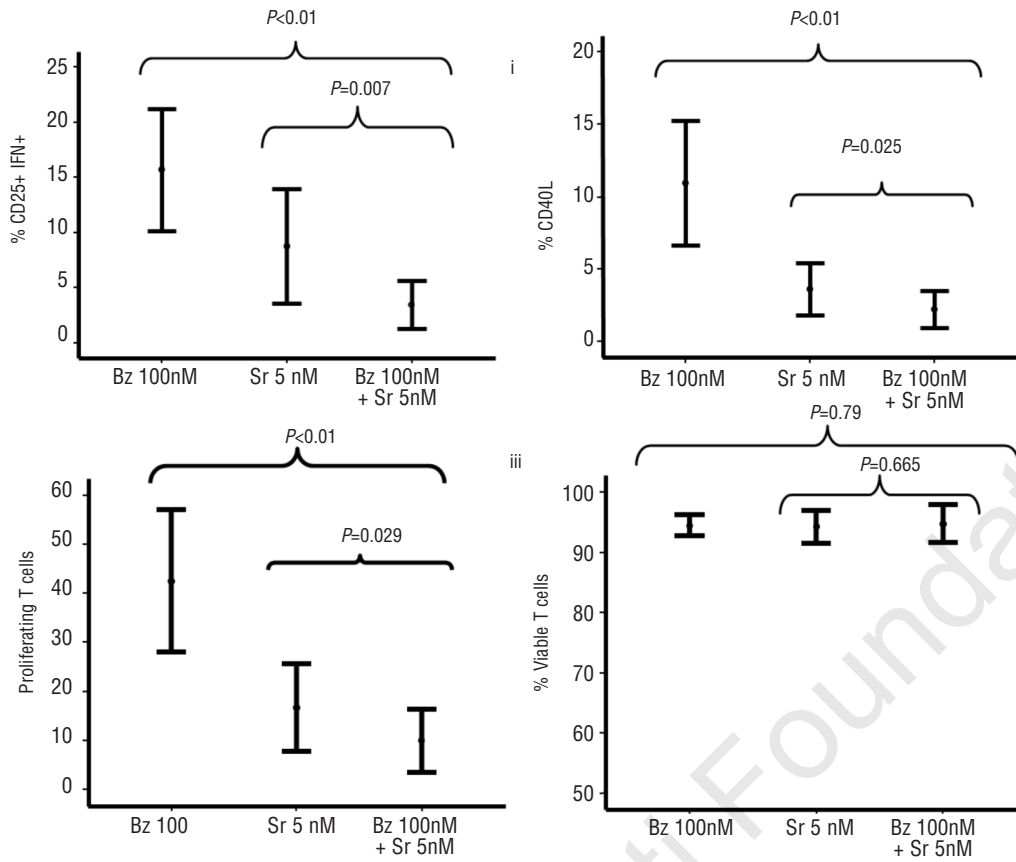 P<0.01
P=0.007
25
20
15
10
5
0
% CD25+ IFN+
Bz 100nM
Sr 5 nM
Bz 100nM
+ Sr 5nM
i
P<0.01
P=0.025
20
15
10
5
0
% CD40L
Bz 100nM
Sr 5 nM
Bz 100nM
+ Sr 5nM
P<0.01
P=0.029
60
50
40
30
20
10
0
Proliferating T cells
Bz 100
Sr 5 nM
Bz 100nM
+ Sr 5nM
iii
P=0.79
P=0.665
100
90
80
70
60
50
% Viable T cells
Bz 100nM
Sr 5 nM
Bz 100nM
+ Sr 5nM